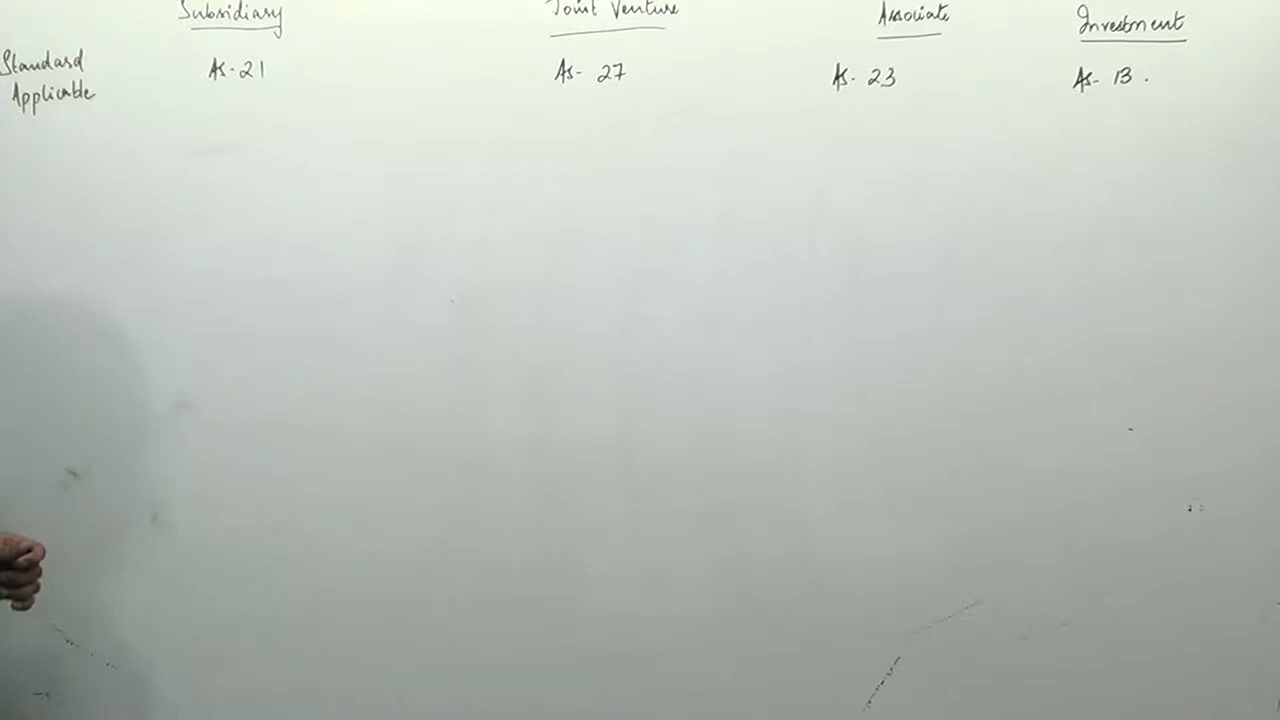 Subsidiary Joint Venture Associate Investment
Standard Applicable As-21 As- 27 As- 23 As- 13.